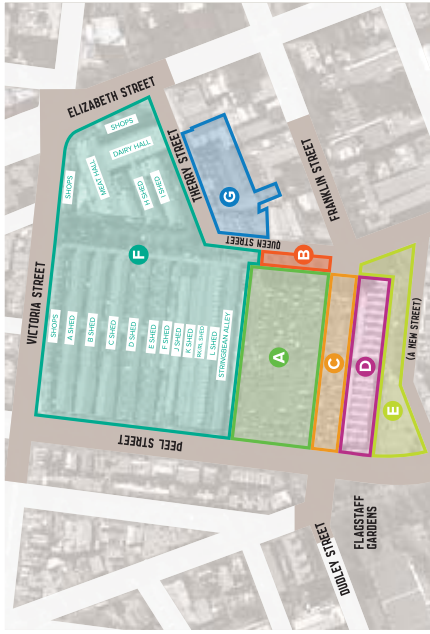 ELIZABETH STREET
SHOPS
DAIRY HALL
MEAT HALL
SHOPS
H SHED
I SHED
THERRY STREET
G
FRANKLIN STREET
QUEEN STREET
B
F
VICTORIA STREET
SHOPS
A SHED
B SHED
C SHED
D SHED
E SHED
F SHED
J SHED
K SHED
L SHED
STRINGBEAN ALLEY
A
C
D
E
(A NEW STREET)
PEEL STREET
DUDLEY STREET
FLAGSTAFF
GARDENS